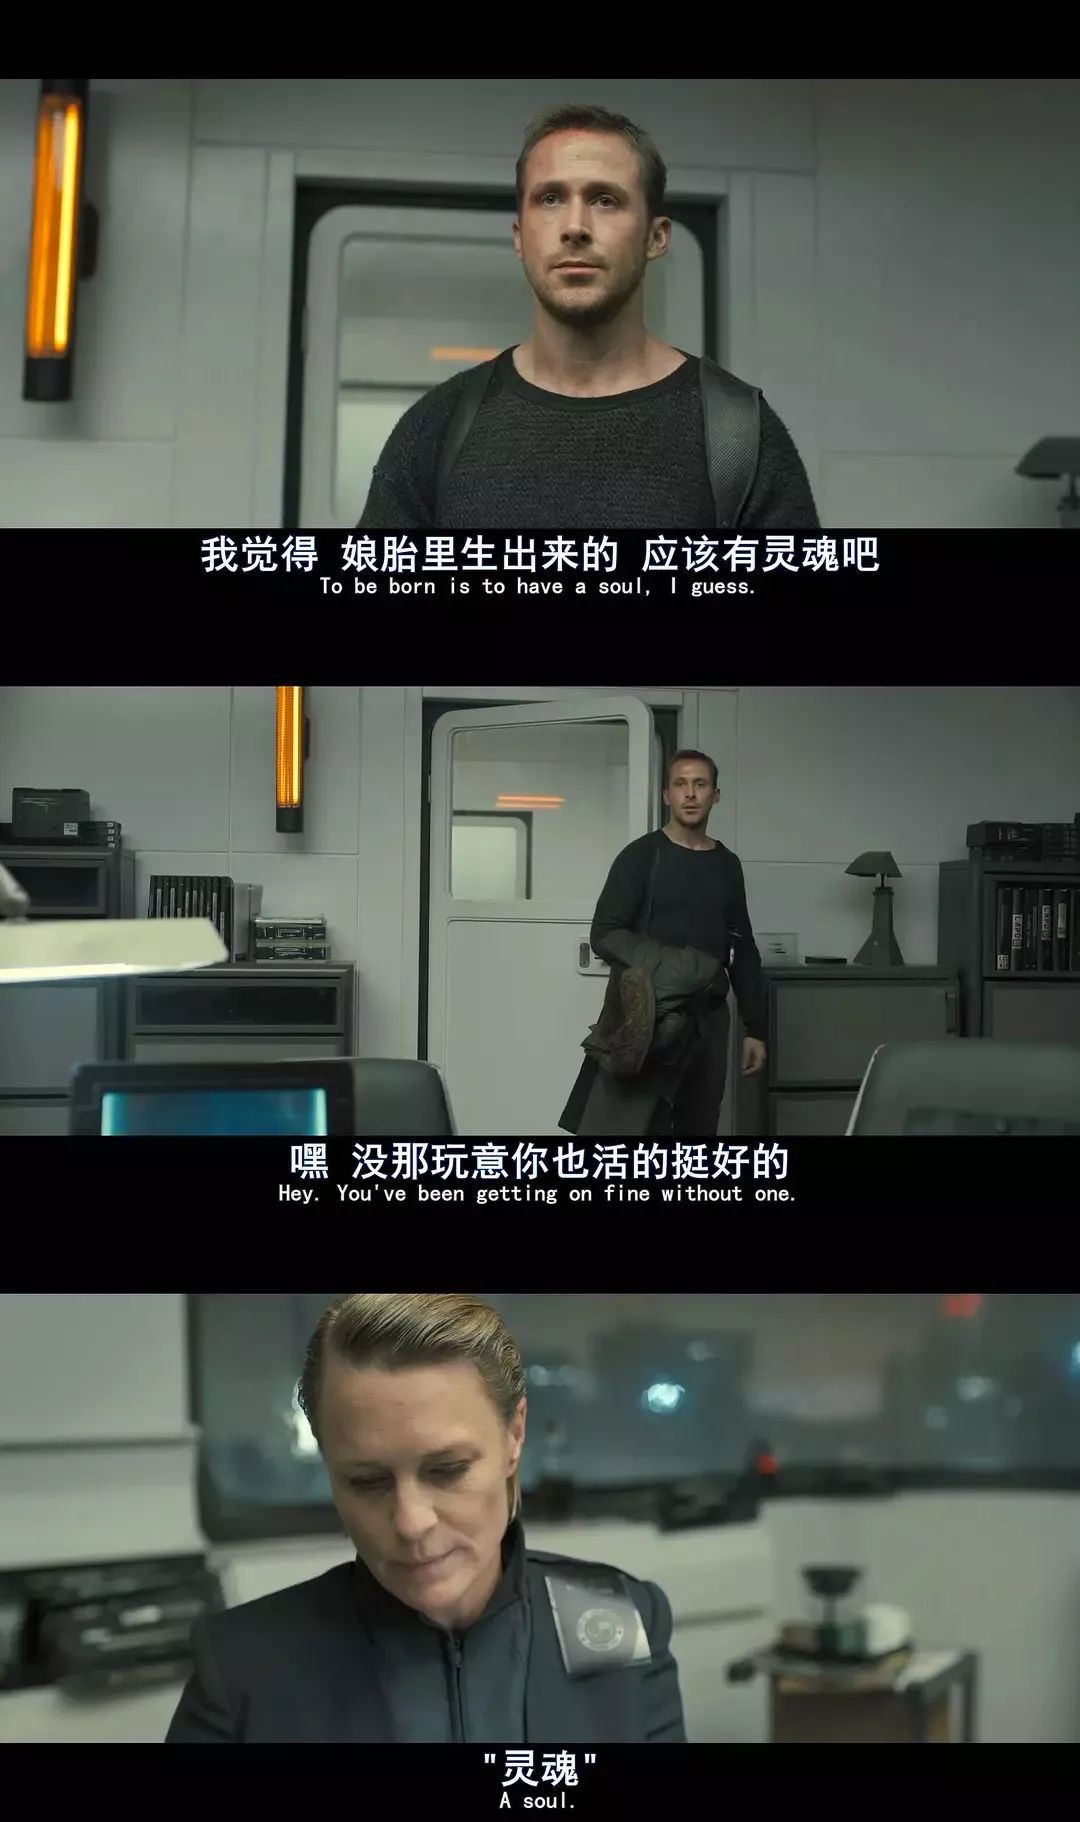 我觉得 娘胎里生出来的 应该有灵魂吧
To be born is to have a soul, I guess.
嘿 没那玩意你也活的挺好的
Hey. You've been getting on fine without one.
"灵魂"
A soul.